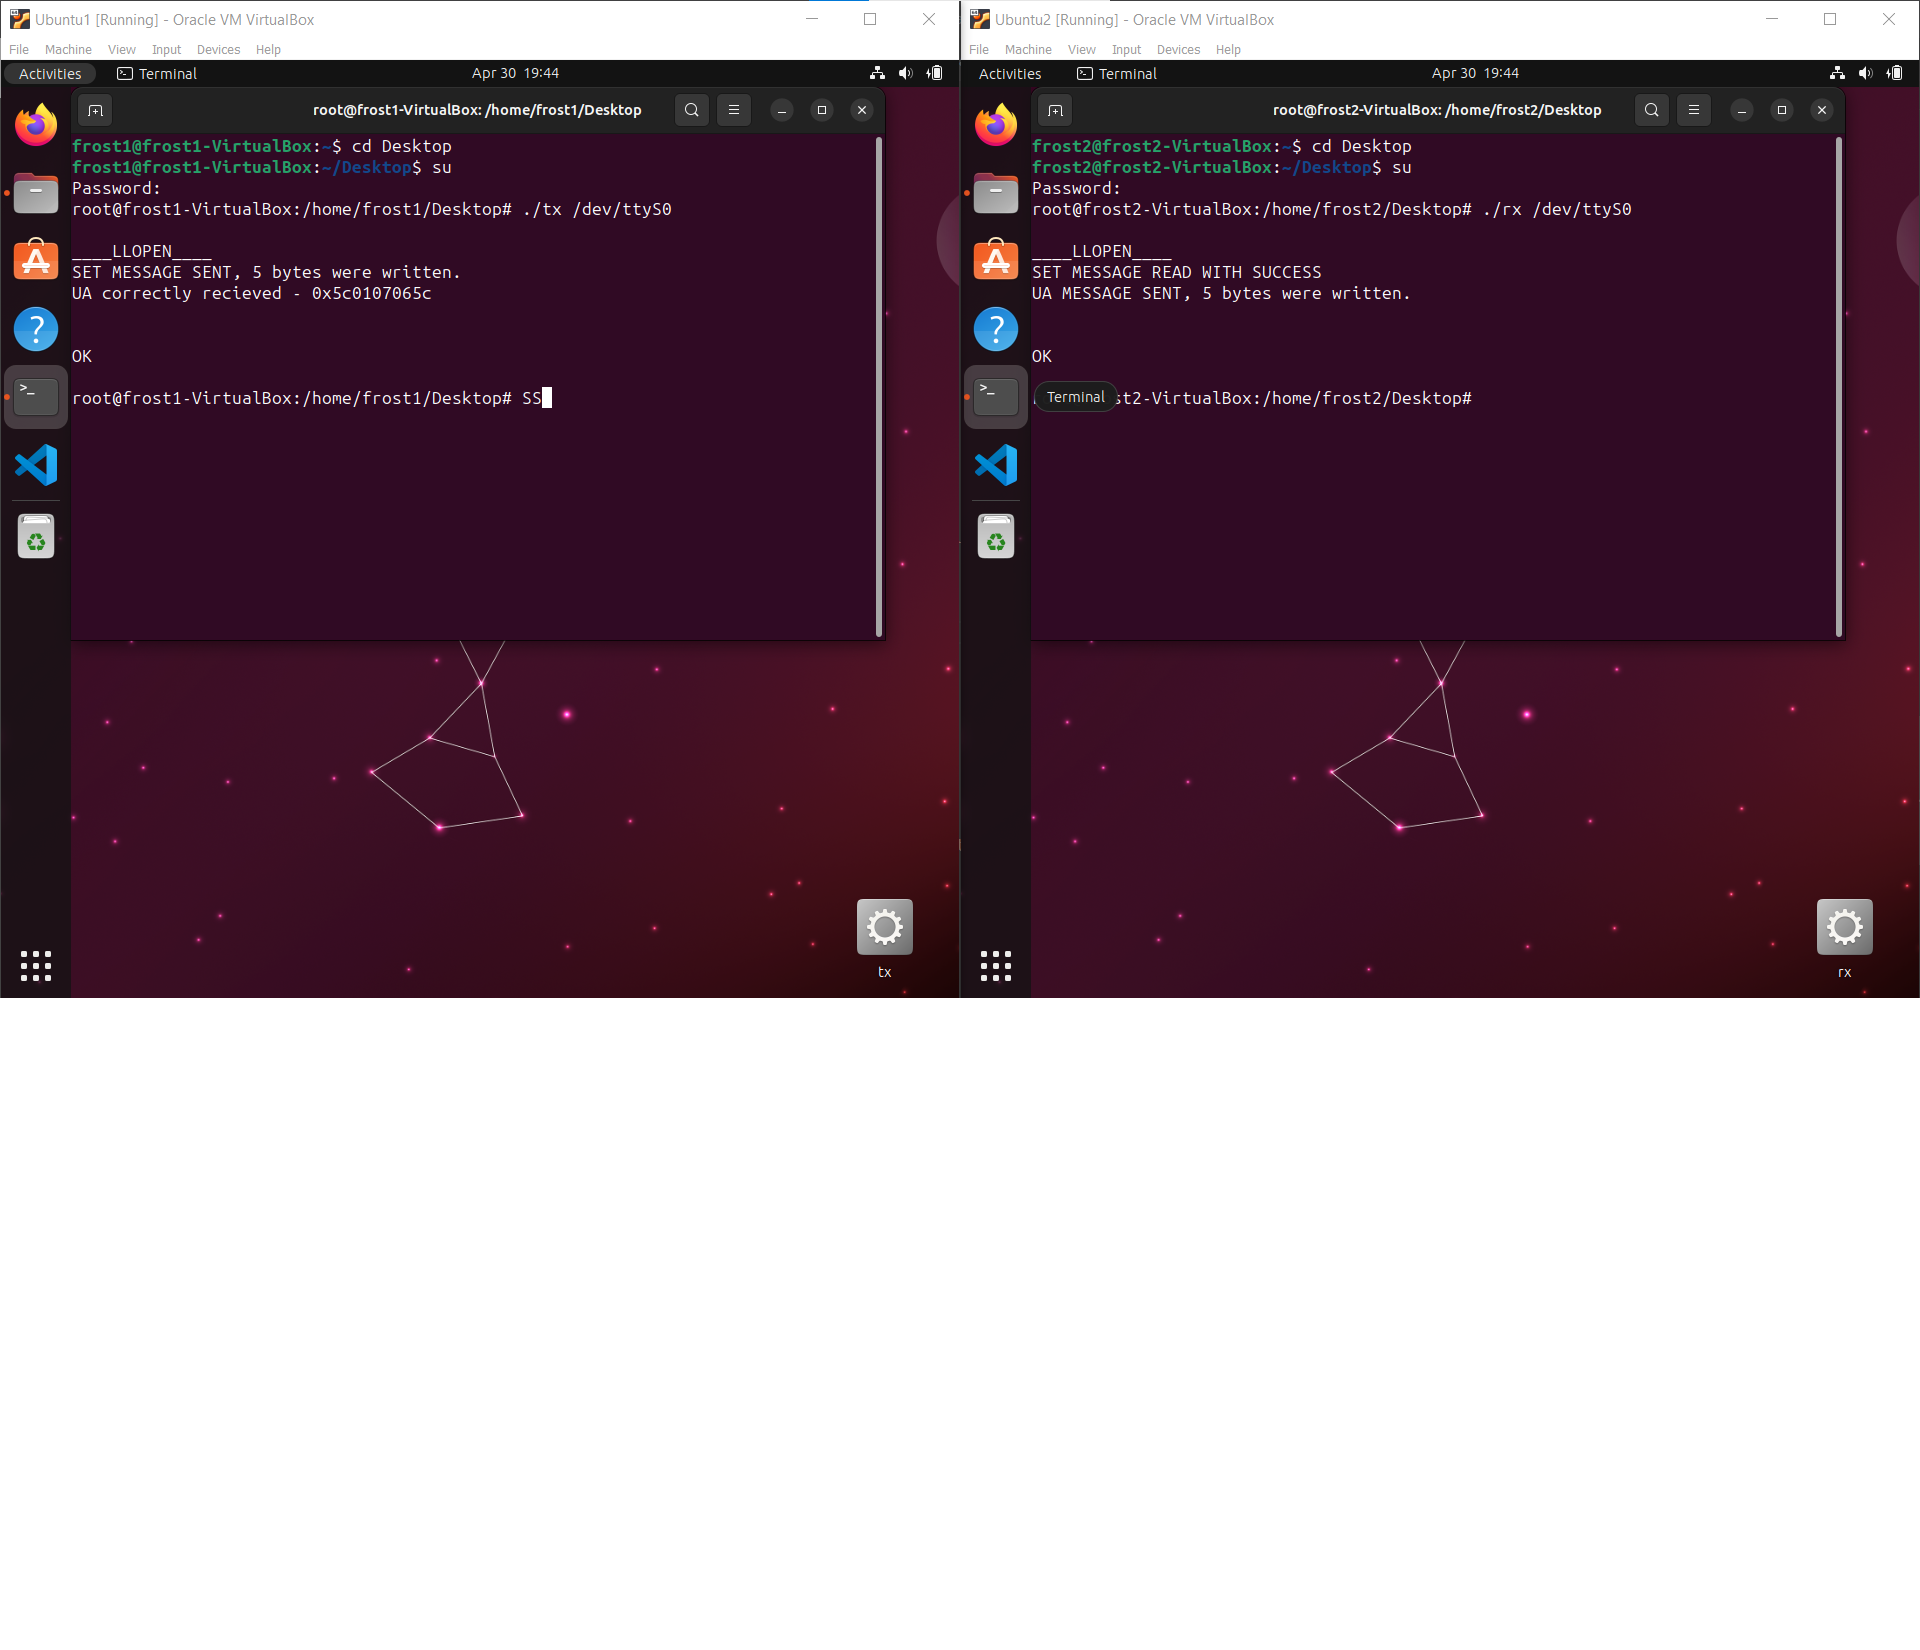 Ubuntu1 [Running] - Oracle VM VirtualBox
File Machine View Input Devices Help
Activities Terminal Apr 30 19:44
root@frost1-VirtualBox: /home/frost1/Desktop
frost1@frost1-VirtualBox:~$ cd Desktop
frost1@frost1-VirtualBox:~/Desktop$ su
Password:
root@frost1-VirtualBox:/home/frost1/Desktop# ./tx /dev/ttyS0
____LLOPEN____
SET MESSAGE SENT, 5 bytes were written.
UA correctly recieved - 0x5c0107065c
OK
root@frost1-VirtualBox:/home/frost1/Desktop# SS
tx
Ubuntu2 [Running] - Oracle VM VirtualBox
File Machine View Input Devices Help
Activities Terminal Apr 30 19:44
root@frost2-VirtualBox: /home/frost2/Desktop
frost2@frost2-VirtualBox:~$ cd Desktop
frost2@frost2-VirtualBox:~/Desktop$ su
Password:
root@frost2-VirtualBox:/home/frost2/Desktop# ./rx /dev/ttyS0
____LLOPEN____
SET MESSAGE READ WITH SUCCESS
UA MESSAGE SENT, 5 bytes were written.
OK
Terminal st2-VirtualBox:/home/frost2/Desktop#
rx